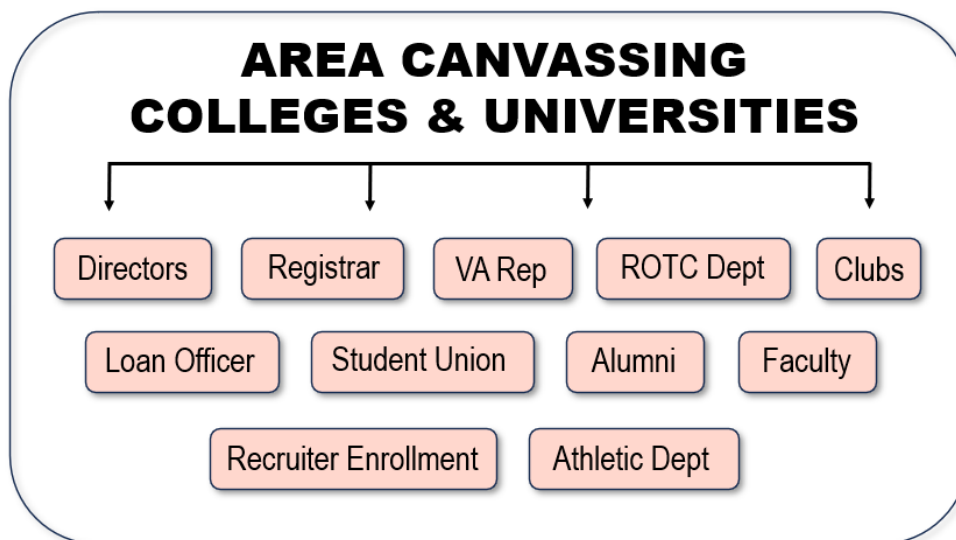 AREA CANVASSING
COLLEGES & UNIVERSITIES
Directors
Registrar
VA Rep
ROTC Dept
Clubs
Loan Officer
Student Union
Alumni
Faculty
Recruiter Enrollment
Athletic Dept